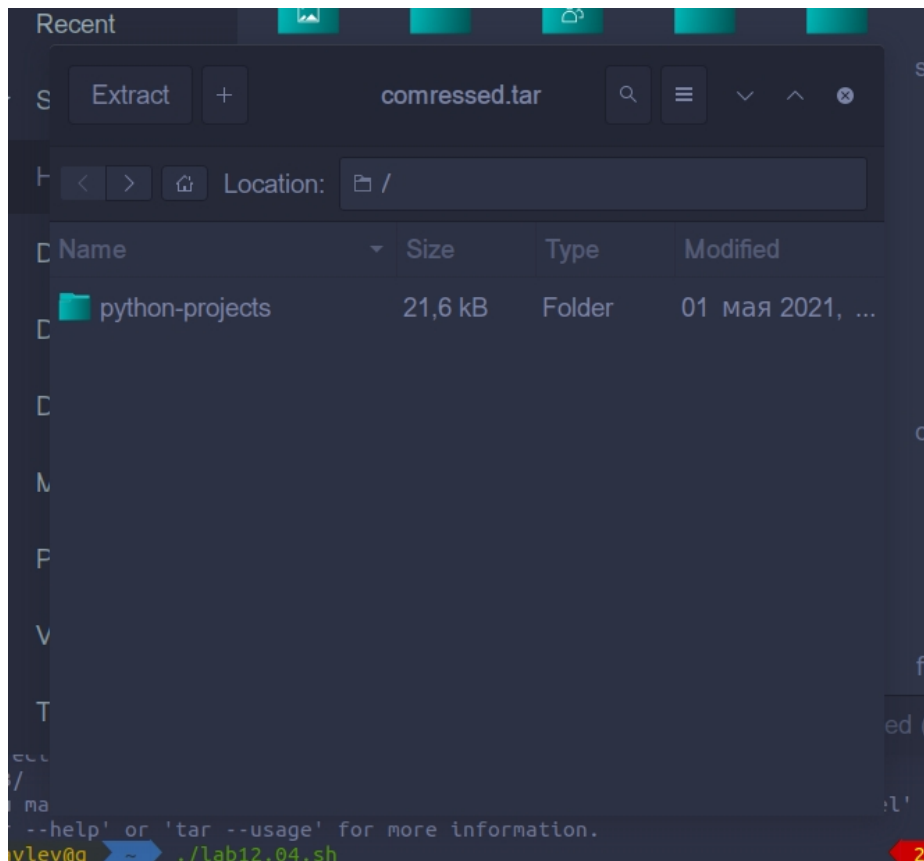 Recent
Extract + comressed.tar
Location: /
Name Size Type Modified
python-projects 21,6 kB Folder 01 мая 2021, ...
--help' or 'tar --usage' for more information.
~ ./lab12.04.sh